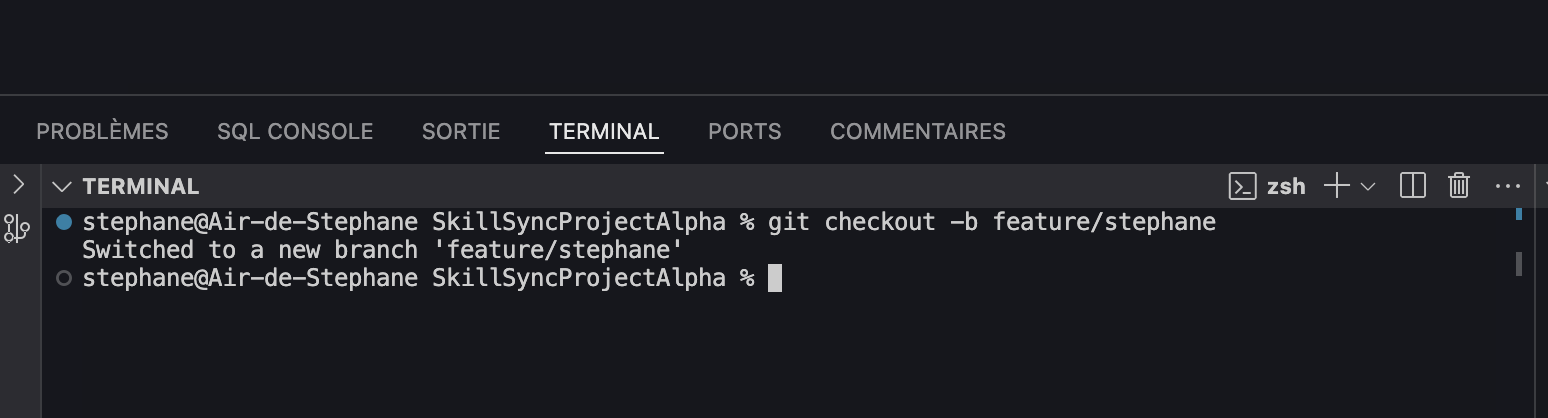 PROBLÈMES SQL CONSOLE SORTIE TERMINAL PORTS COMMENTAIRES
TERMINAL zsh
stephane@Air-de-Stephane SkillSyncProjectAlpha % git checkout -b feature/stephane
Switched to a new branch 'feature/stephane'
stephane@Air-de-Stephane SkillSyncProjectAlpha %